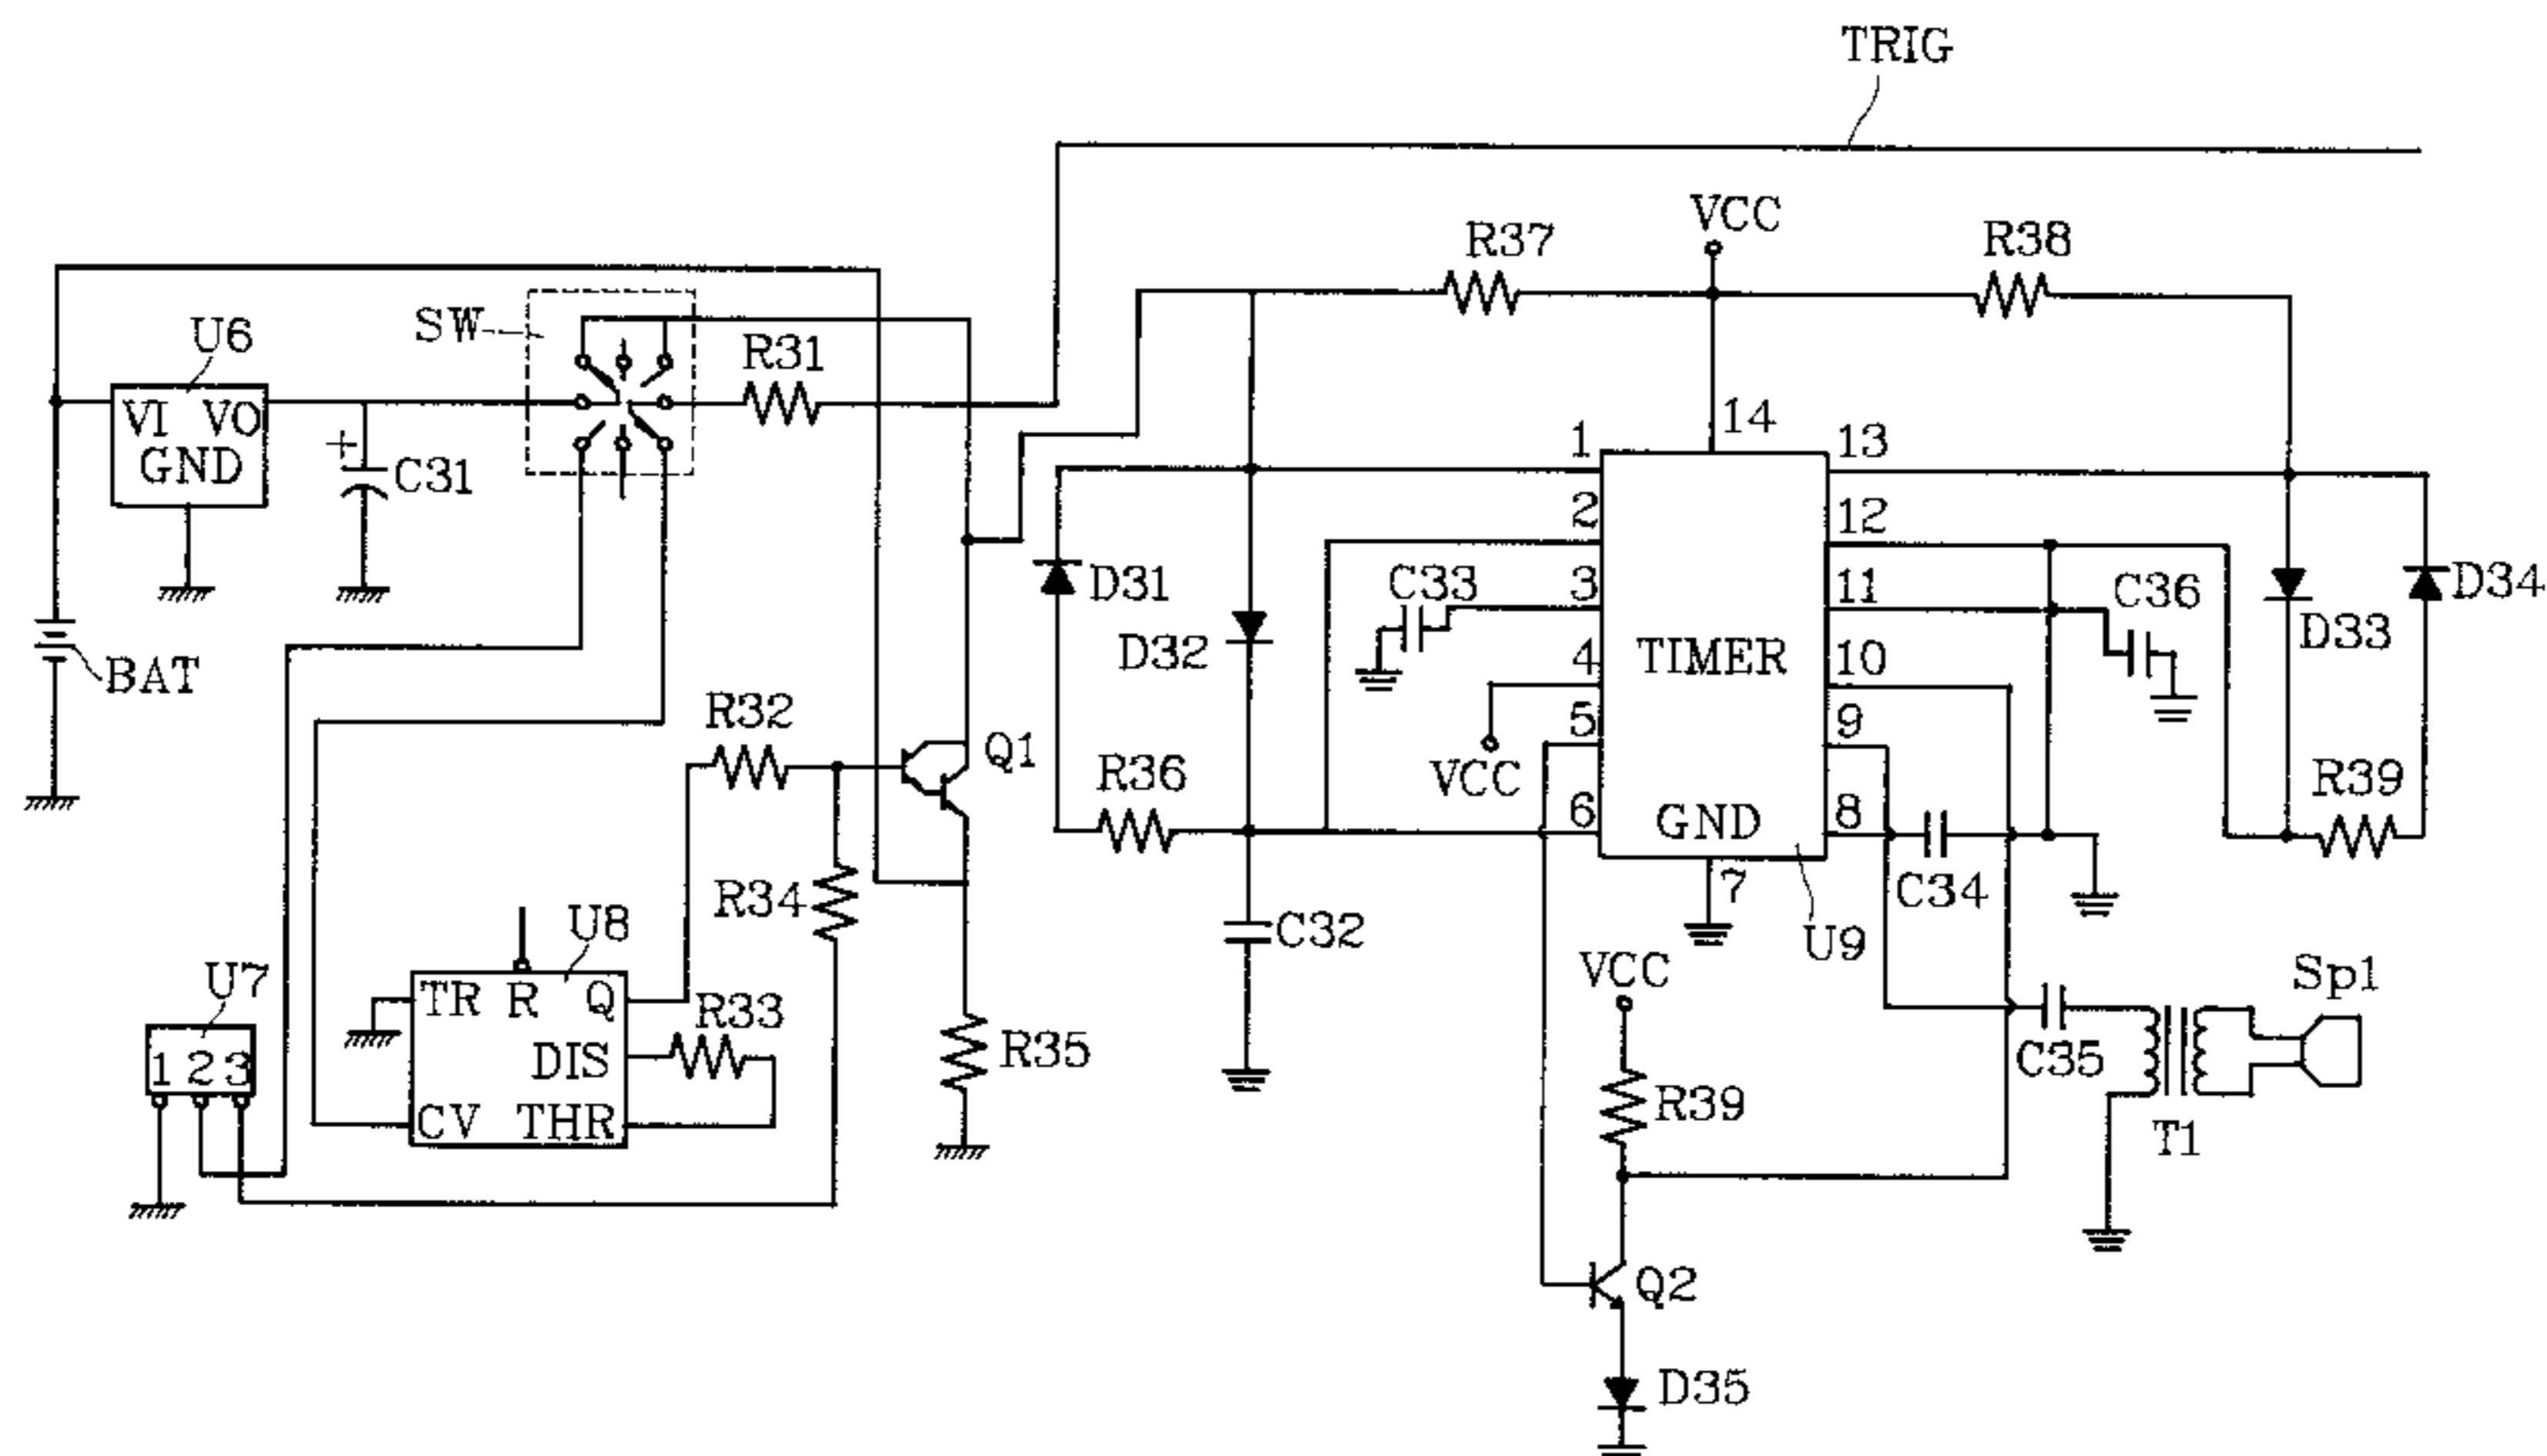 TRIG
VCC
R37
R38
U6
SW
R31
VI VO
GND
C31
14
1
13
2
12
3
11
4
10
5
9
6
8
7
TIMER
GND
D31
D32
C33
C36
D33
D34
BAT
R32
Q1
R36
VCC
R39
R34
C32
C34
U9
U7
U8
TR R Q
DIS
CV THR
R33
1 2 3
R35
VCC
R39
C35
Sp1
T1
Q2
D35